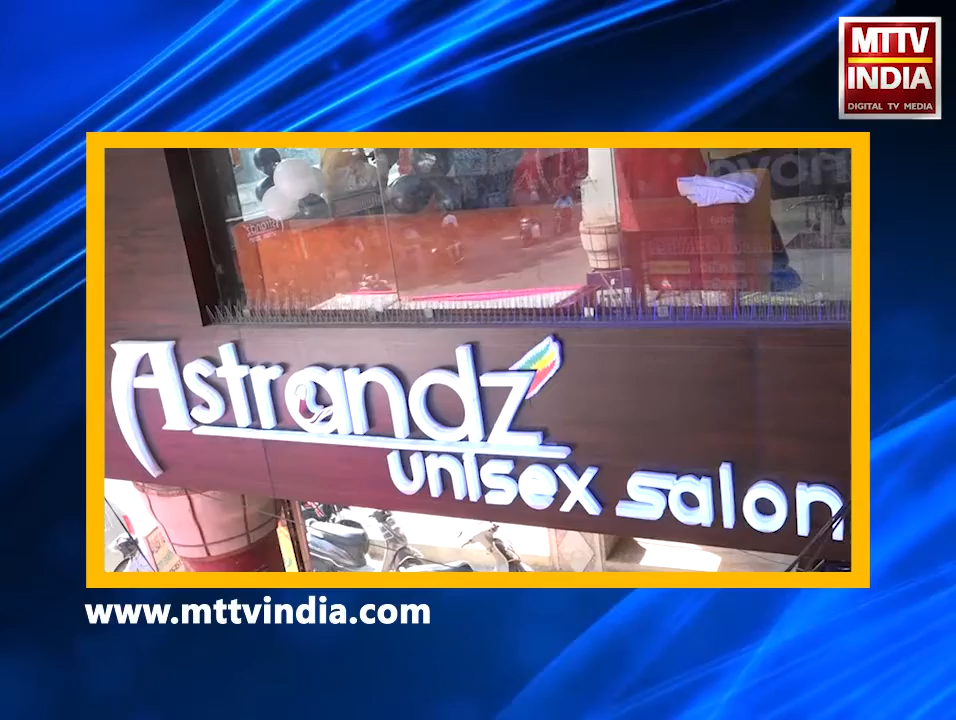 MTTV
INDIA
DIGITAL TV MEDIA
Astrandz
unisex salon
www.mttvindia.com